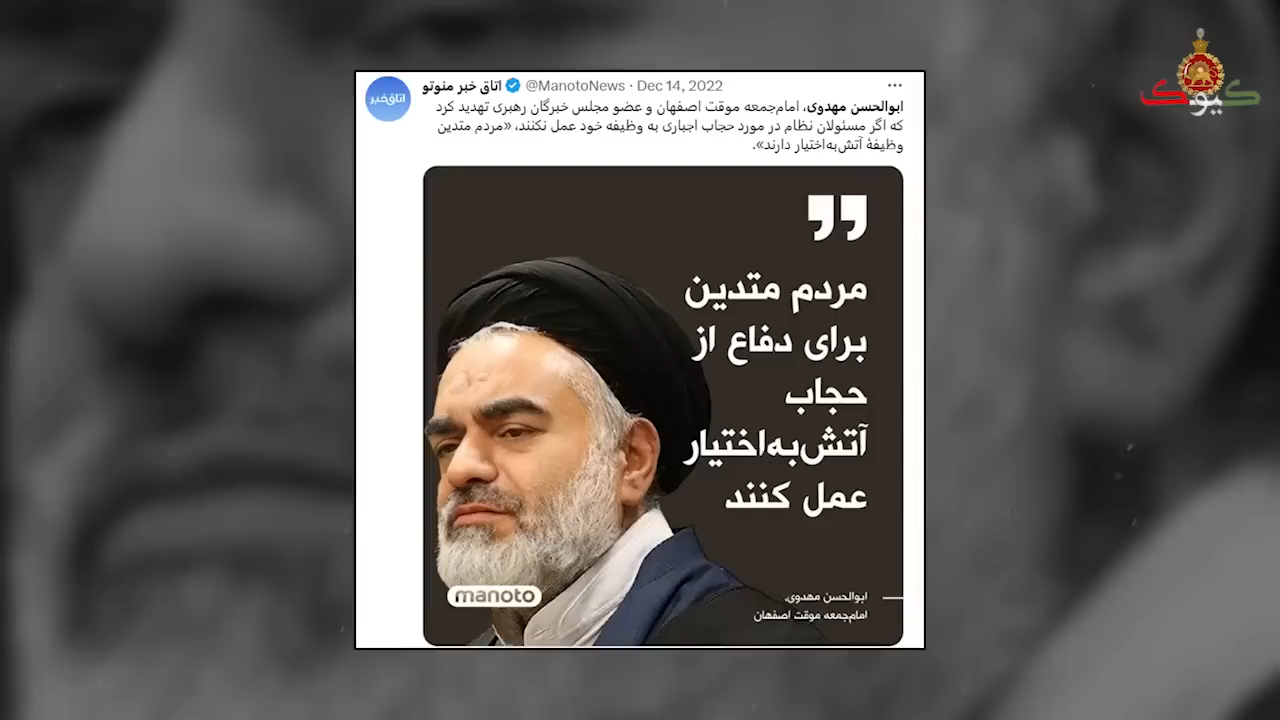 کیوک
اتاق خبر منوتو @ManotoNews · Dec 14, 2022
اتاق‌خبر
ابوالحسن مهدوی، امام‌جمعه موقت اصفهان و عضو مجلس خبرگان رهبری تهدید کرد
که اگر مسئولان نظام در مورد حجاب اجباری به وظیفه خود عمل نکنند، «مردم متدین
وظیفهٔ آتش‌به‌اختیار دارند».
مردم متدین
برای دفاع از
حجاب
آتش‌به‌اختیار
عمل کنند
ابوالحسن مهدوی،
امام‌جمعه موقت اصفهان
manoto